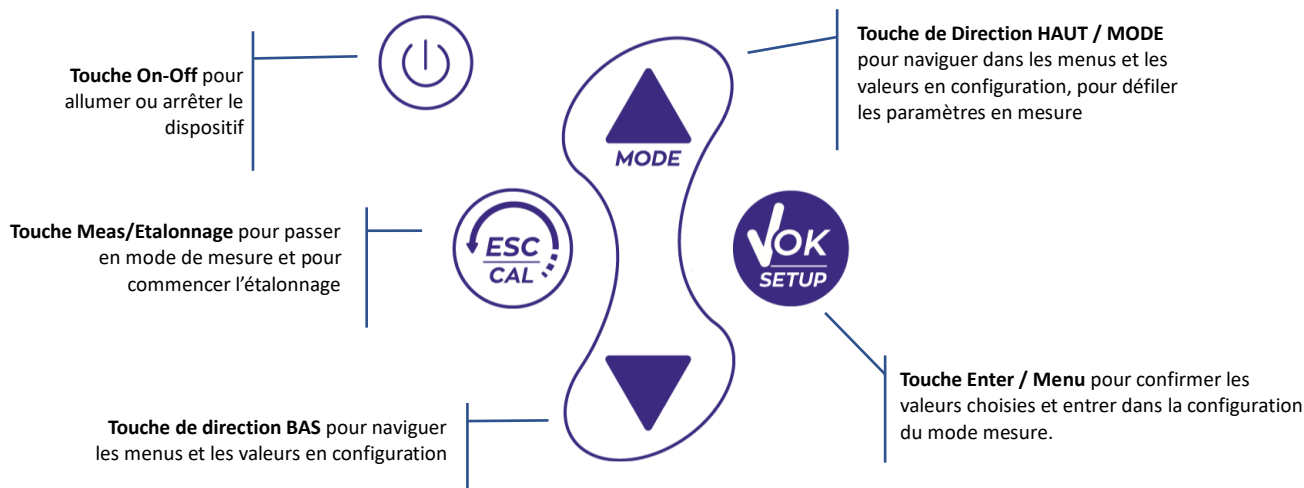 Touche On-Off pour
allumer ou arrêter le
dispositif
MODE
Touche de Direction HAUT / MODE
pour naviguer dans les menus et les
valeurs en configuration, pour défiler
les paramètres en mesure
Touche Meas/Etalonnage pour passer
en mode de mesure et pour
commencer l’étalonnage
ESC
CAL
OK
SETUP
Touche de direction BAS pour naviguer
les menus et les valeurs en configuration
Touche Enter / Menu pour confirmer les
valeurs choisies et entrer dans la configuration
du mode mesure.